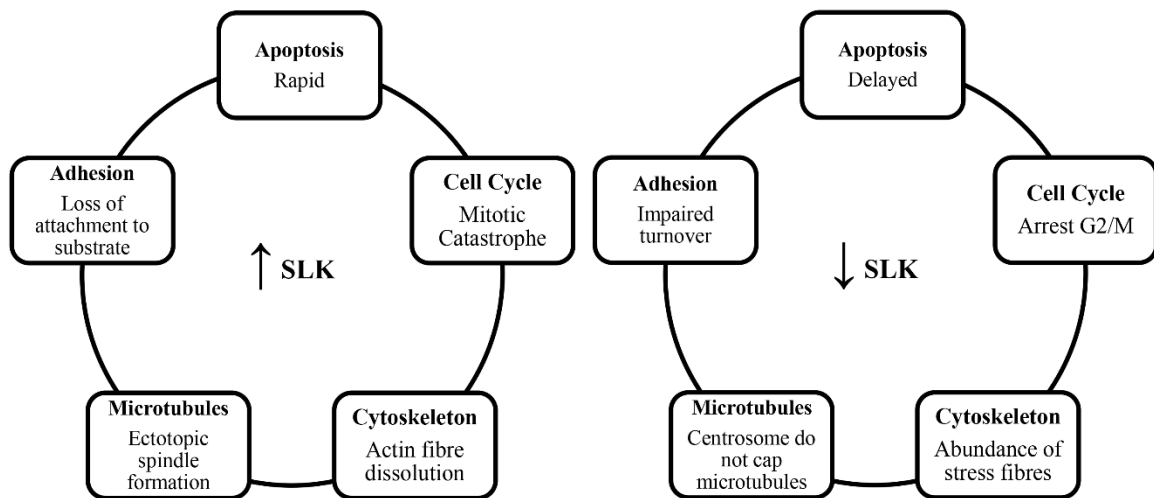 Apoptosis
Rapid
Adhesion
Loss of
attachment to
substrate
Cell Cycle
Mitotic
Catastrophe
↑ SLK
Microtubules
Ectotopic
spindle
formation
Cytoskeleton
Actin fibre
dissolution
Apoptosis
Delayed
Adhesion
Impaired
turnover
Cell Cycle
Arrest G2/M
↓ SLK
Microtubules
Centrosome do
not cap
microtubules
Cytoskeleton
Abundance of
stress fibres